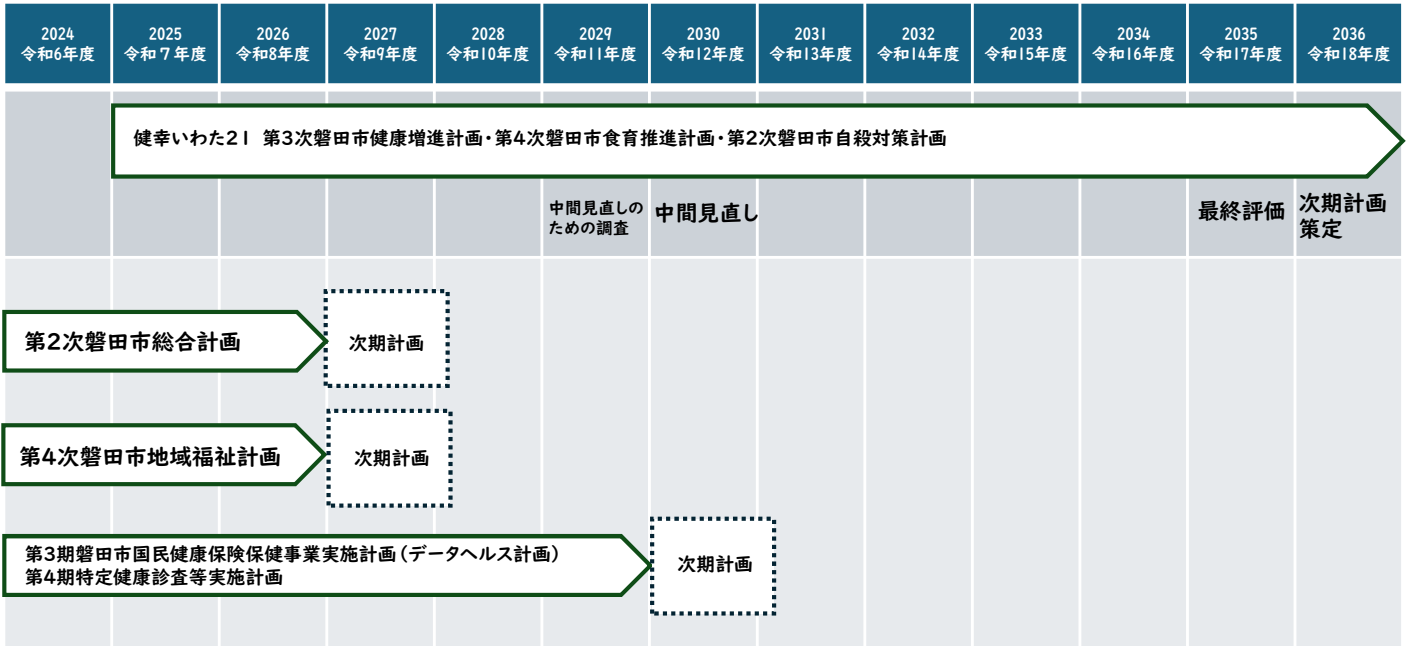 2024
令和6年度
2025
令和7年度
2026
令和8年度
2027
令和9年度
2028
令和10年度
2029
令和11年度
2030
令和12年度
2031
令和13年度
2032
令和14年度
2033
令和15年度
2034
令和16年度
2035
令和17年度
2036
令和18年度
健幸いわた21 第3次磐田市健康増進計画・第4次磐田市食育推進計画・第2次磐田市自殺対策計画
中間見直しの
ための調査
中間見直し
最終評価
次期計画
策定
第2次磐田市総合計画
次期計画
第4次磐田市地域福祉計画
次期計画
第3期磐田市国民健康保険保健事業実施計画(データヘルス計画)
第4期特定健康診査等実施計画
次期計画